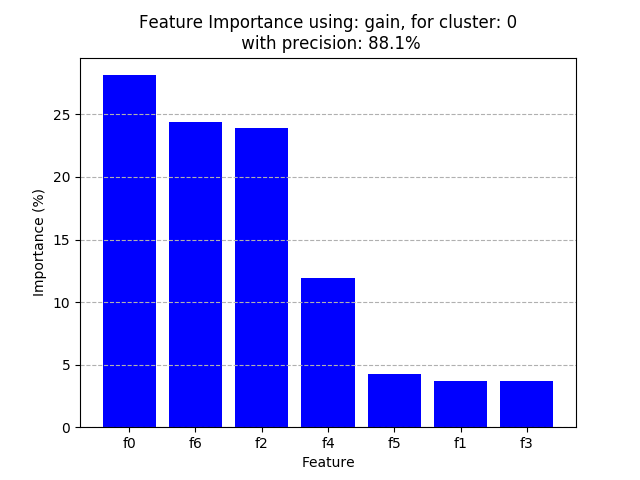 Feature Importance using: gain, for cluster: 0
with precision: 88.1%
Importance (%)
25
20
15
10
5
0
f0 f6 f2 f4 f5 f1 f3
Feature